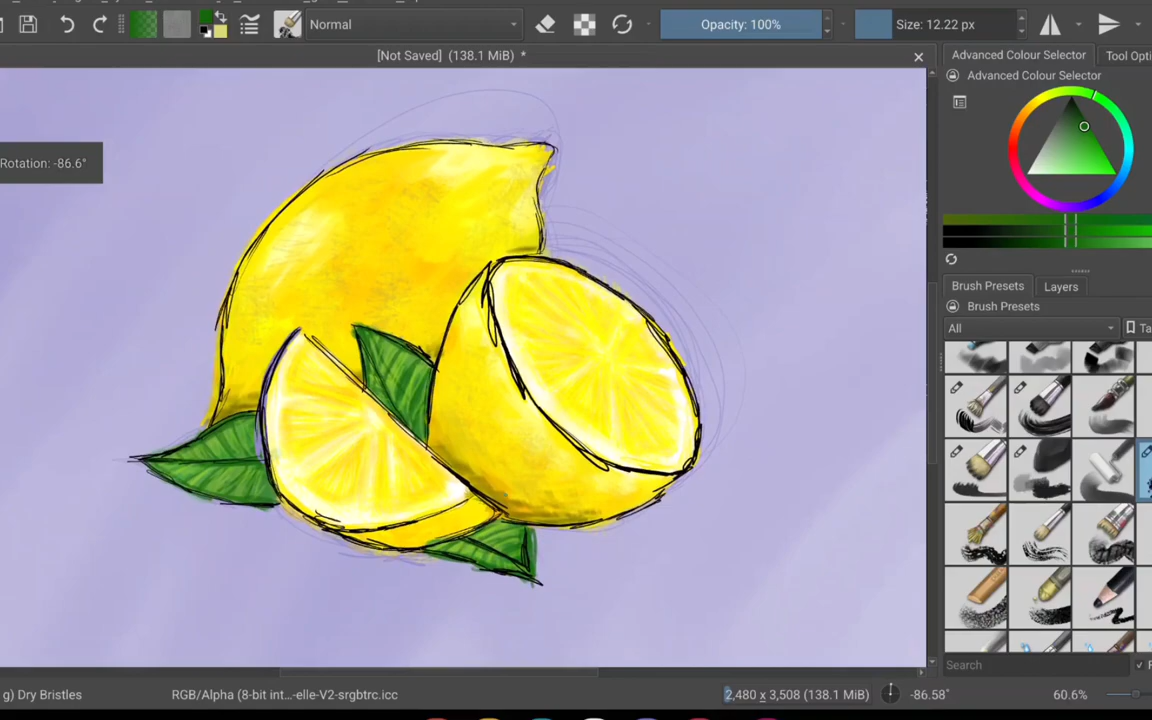 Normal
Opacity: 100%
Size: 12.22 px
[Not Saved] (138.1 MiB) *
Advanced Colour Selector
Tool Opti
Advanced Colour Selector
Rotation: -86.6°
Brush Presets
Layers
Brush Presets
All
Ta
Search
g) Dry Bristles
RGB/Alpha (8-bit int...-elle-V2-srgbtrc.icc
2,480 x 3,508 (138.1 MiB)
-86.58°
60.6%